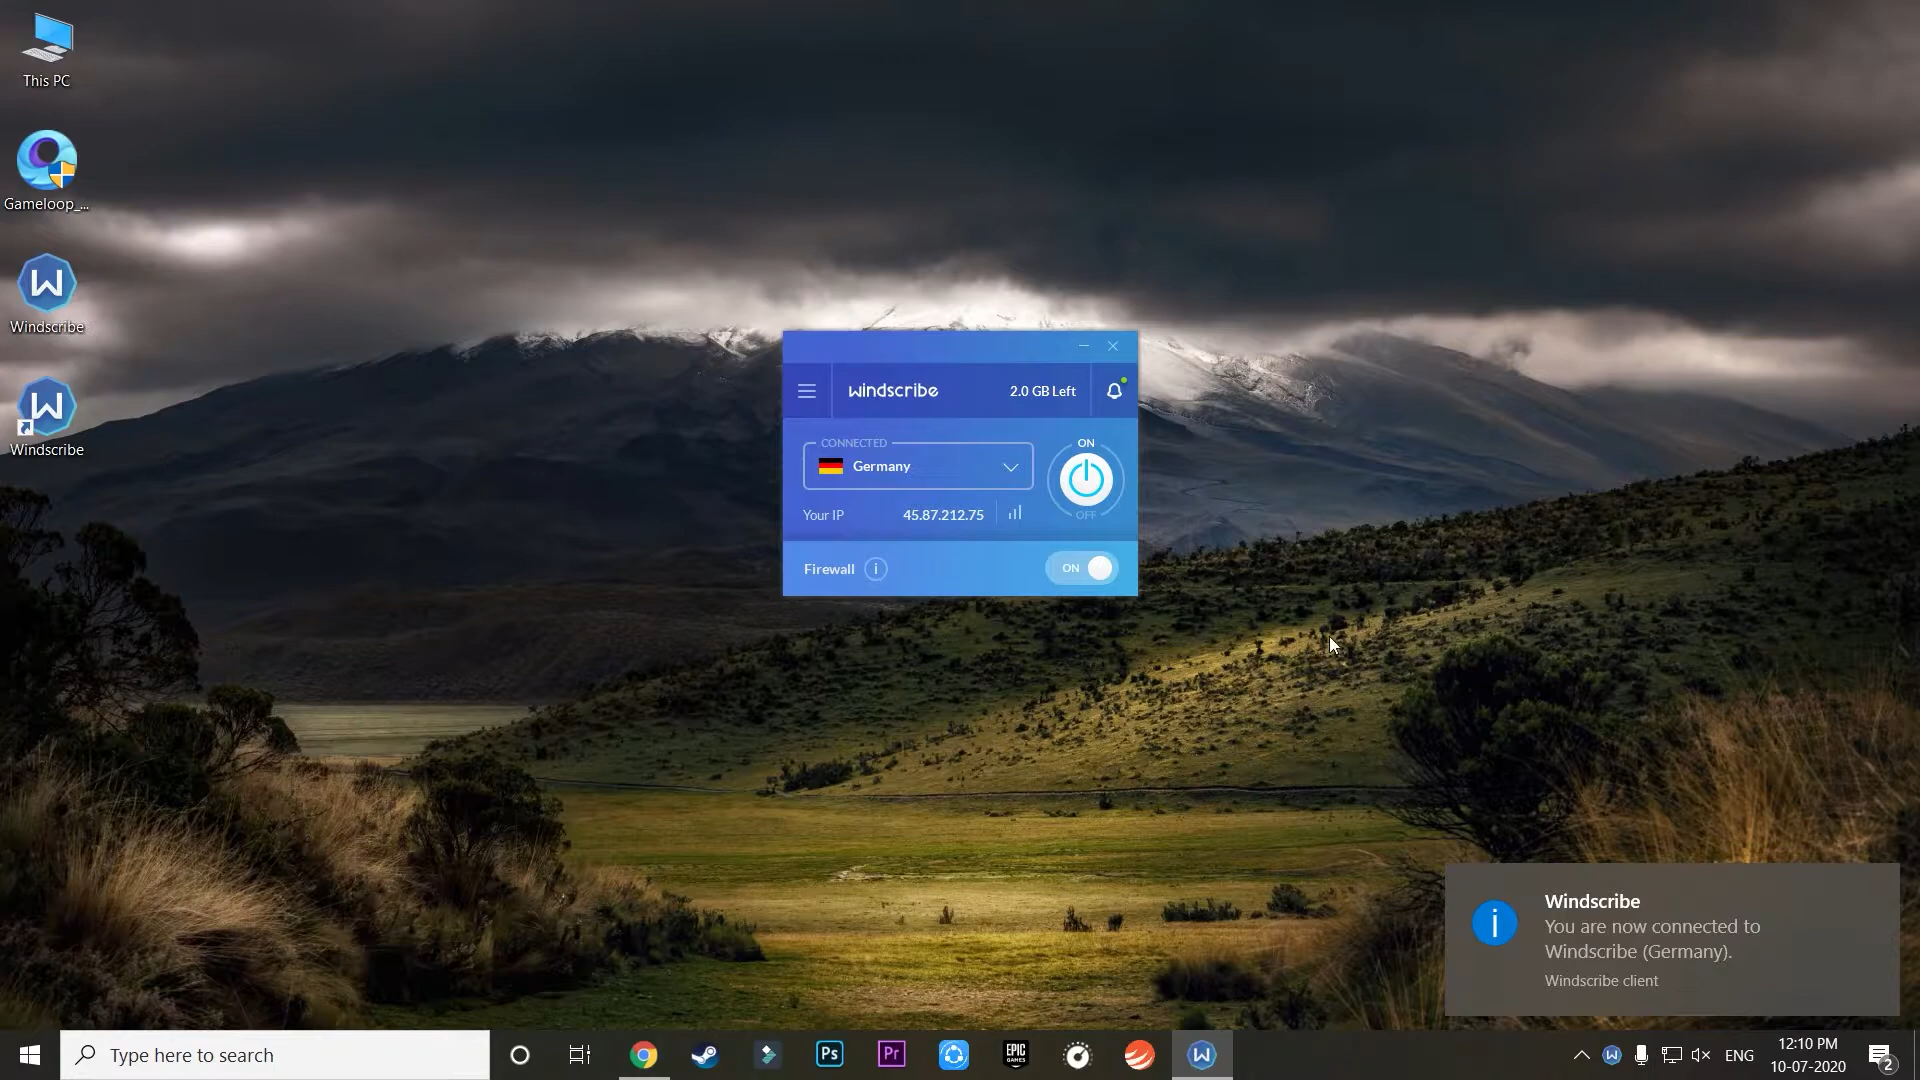 This PC
Gameloop_...
Windscribe
Windscribe
windscribe
2.0 GB Left
CONNECTED
Germany
ON
OFF
Your IP
45.87.212.75
Firewall
ON
Windscribe
You are now connected to
Windscribe (Germany).
Windscribe client
Type here to search
Ps
Pr
EPIC
GAMES
ENG
12:10 PM
10-07-2020
2